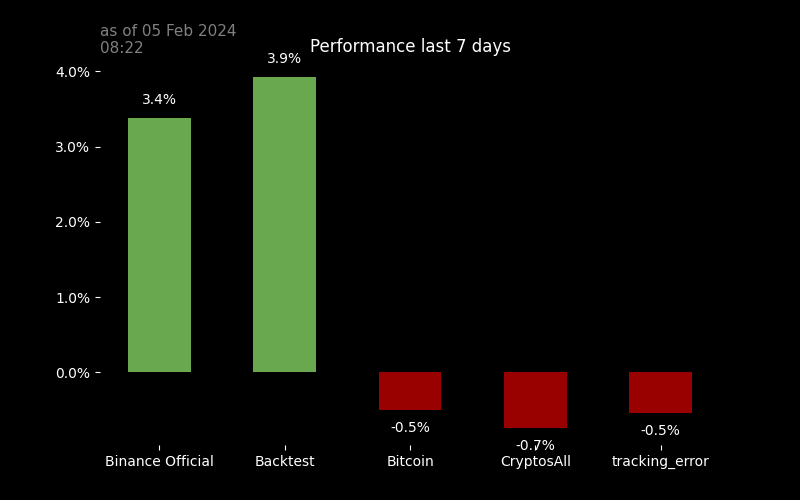 as of 05 Feb 2024
08:22
Performance last 7 days
4.0%
3.0%
2.0%
1.0%
0.0%
3.4%
3.9%
-0.5%
-0.7%
-0.5%
Binance Official
Backtest
Bitcoin
CryptosAll
tracking_error